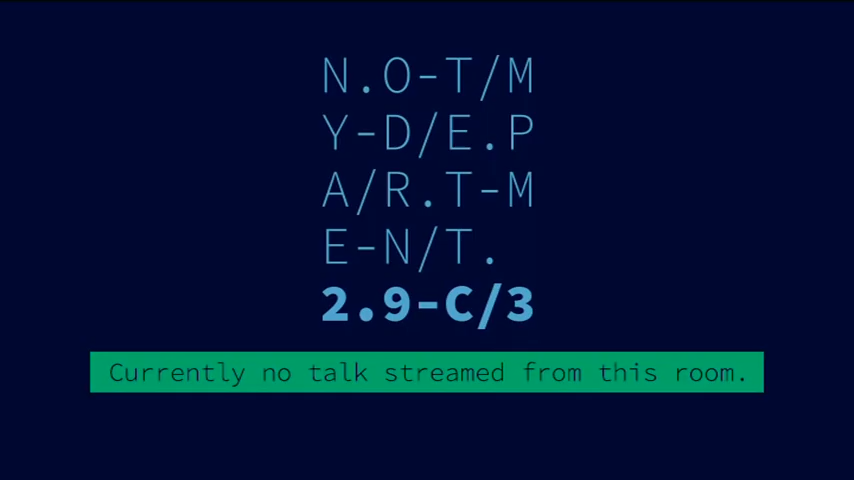 N.O-T/M
Y-D/E.P
A/R.T-M
E-N/T.
2.9-C/3
Currently no talk streamed from this room.